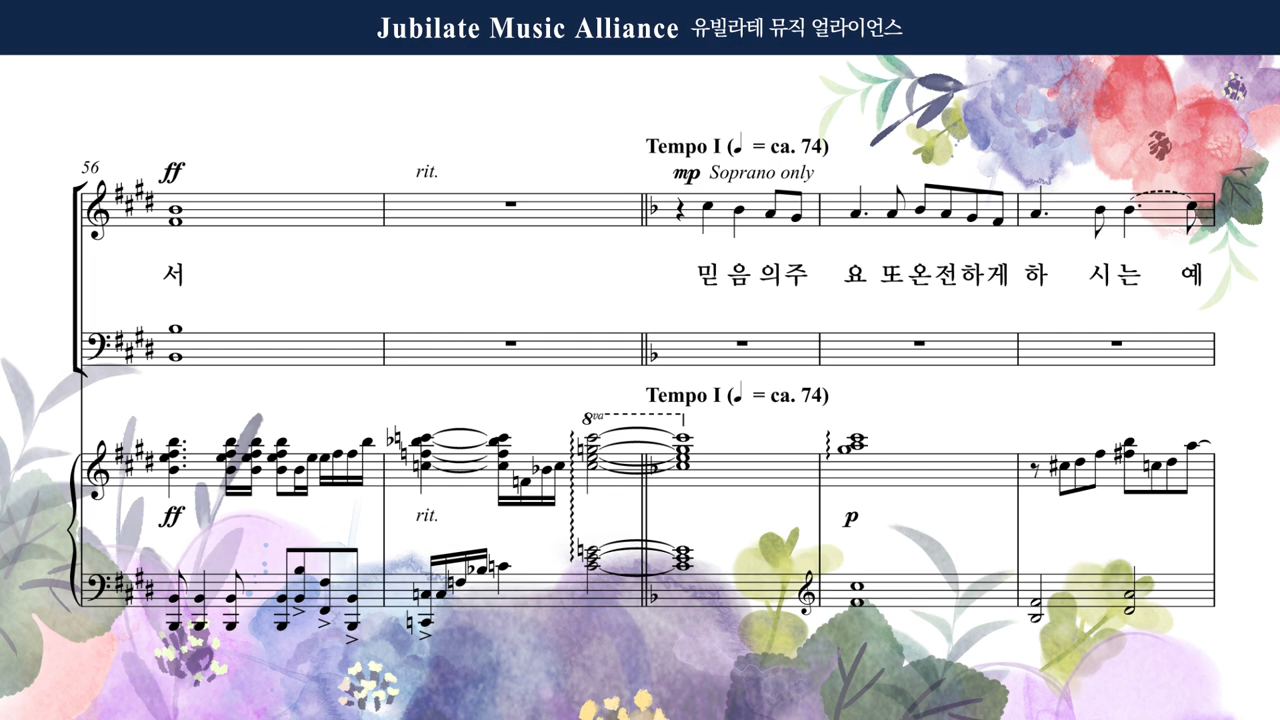 Jubilate Music Alliance 유빌라테 뮤직 얼라이언스
Tempo I (♩ = ca. 74)
56 ff rit. mp Soprano only
서 믿 음 의 주 요 또 온 전 하 게 하 시 는 예
Tempo I (♩ = ca. 74)
8va
ff rit. p